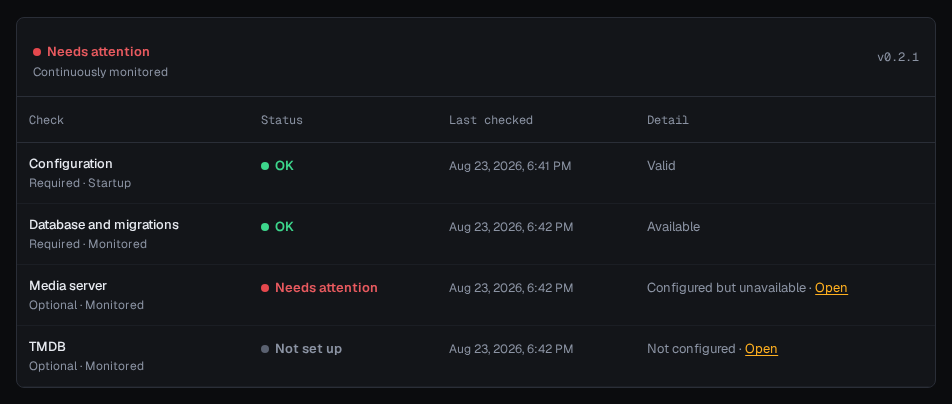 Needs attention
Continuously monitored
v0.2.1
Check Status Last checked Detail
Configuration
Required · Startup
OK
Aug 23, 2026, 6:41 PM
Valid
Database and migrations
Required · Monitored
OK
Aug 23, 2026, 6:42 PM
Available
Media server
Optional · Monitored
Needs attention
Aug 23, 2026, 6:42 PM
Configured but unavailable · Open
TMDB
Optional · Monitored
Not set up
Aug 23, 2026, 6:42 PM
Not configured · Open